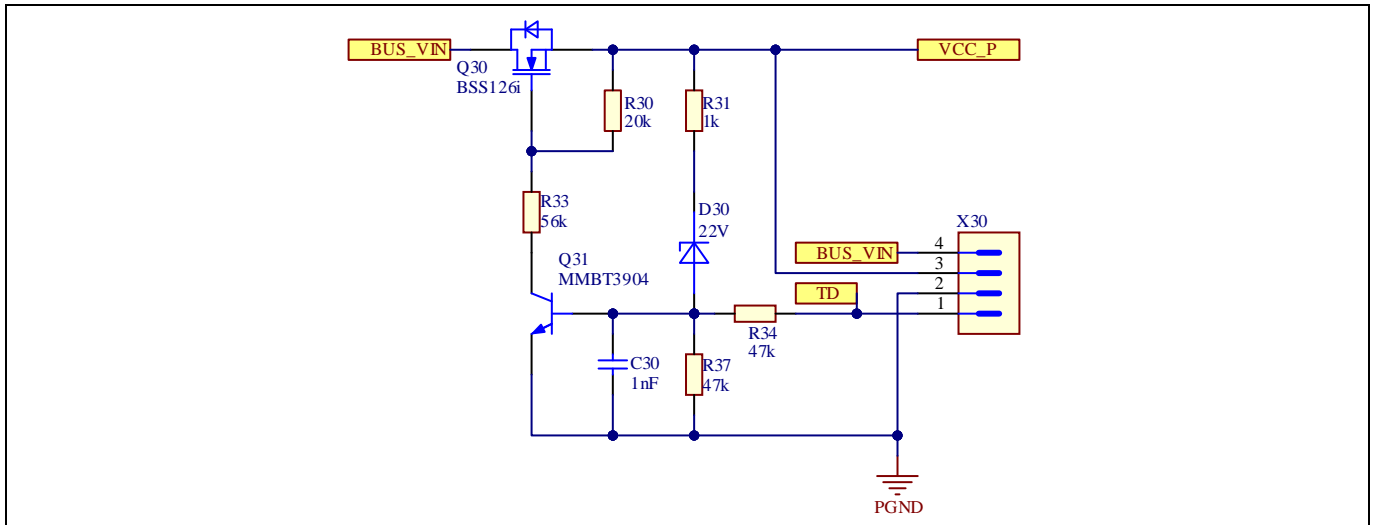 BUS_VIN
VCC_P
Q30
BSS126i
R30
20k
R31
1k
R33
56k
D30
22V
X30
BUS_VIN
4
3
2
1
Q31
MMBT3904
TD
R34
47k
C30
1nF
R37
47k
PGND